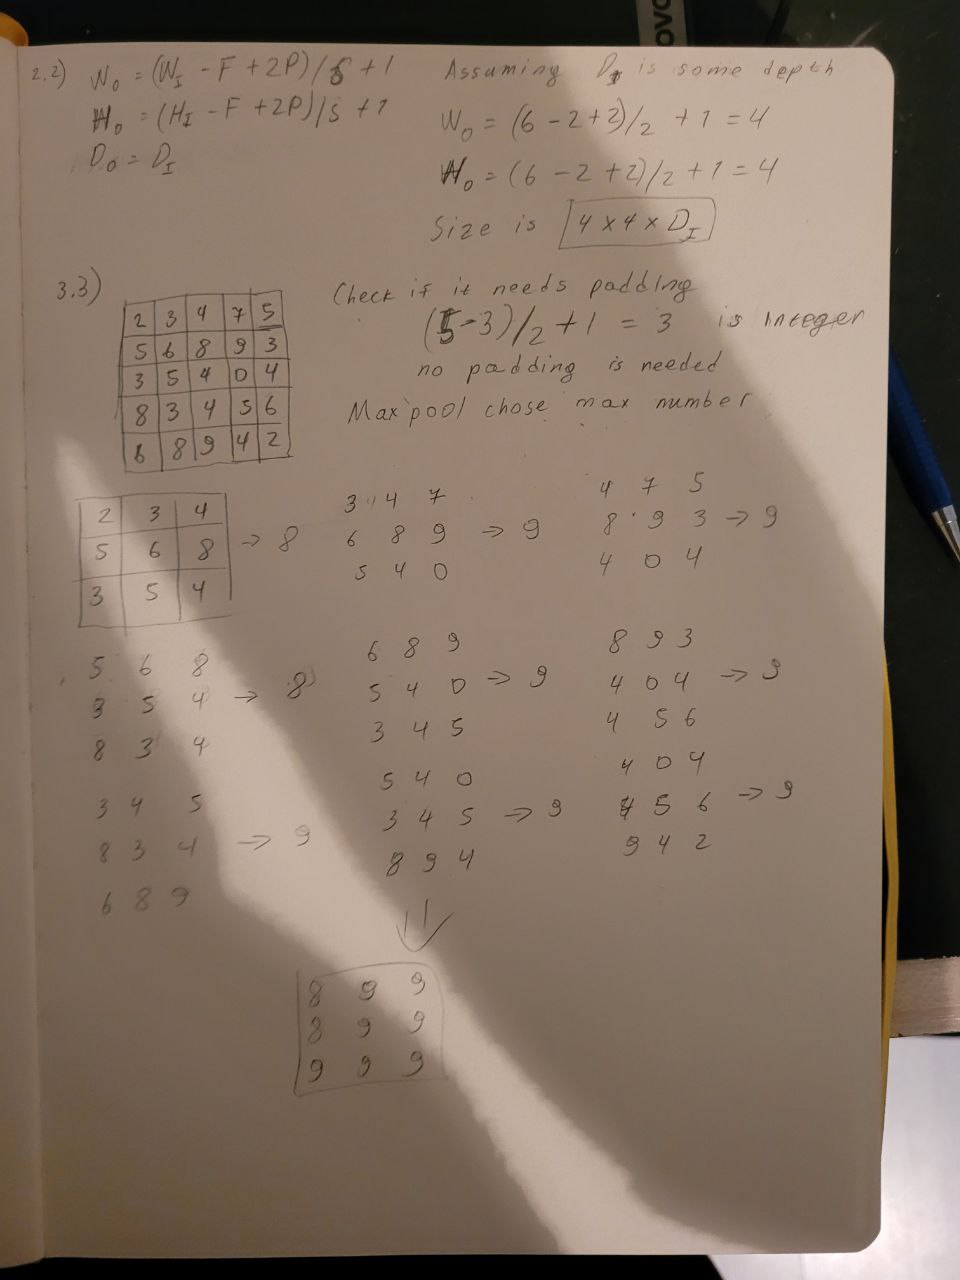 2.2) W₀ = (W_I - F + 2P)/S + 1
H₀ = (H_I - F + 2P)/S + 1
D₀ = D_I
Assuming D_I is some depth
W₀ = (6 - 2 + 2)/2 + 1 = 4
H₀ = (6 - 2 + 2)/2 + 1 = 4
Size is 4 x 4 x D_I
3.3)
2 3 4 7 5
5 6 8 9 3
3 5 4 0 4
8 3 4 5 6
6 8 9 4 2
Check if it needs padding
(5-3)/2 + 1 = 3 is integer
no padding is needed
Max pool chose max number
2 3 4
5 6 8 → 8
3 5 4
3 4 7
6 8 9 → 9
5 4 0
4 7 5
8 9 3 → 9
4 0 4
5 6 8
3 5 4 → 8
8 3 4
6 8 9
5 4 0 → 9
3 4 5
8 9 3
4 0 4 → 9
4 5 6
3 4 5
8 3 4 → 9
6 8 9
5 4 0
3 4 5 → 9
8 9 4
4 0 4
4 5 6 → 9
9 4 2
8 9 9
8 9 9
9 9 9